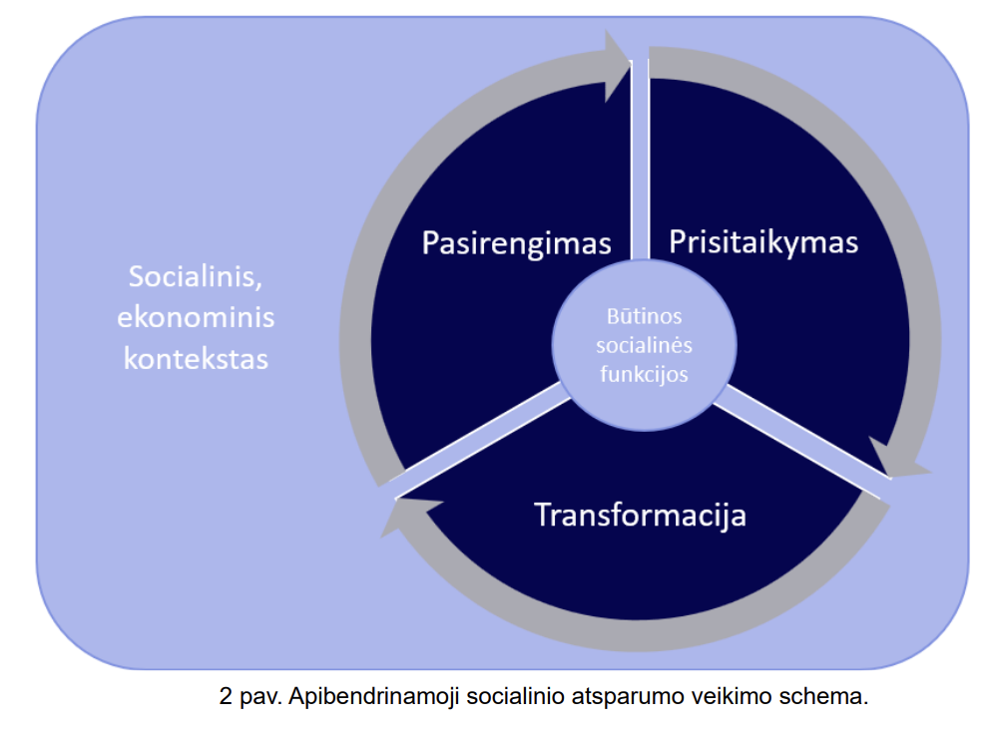 Socialinis,
ekonominis
kontekstas
Pasirengimas
Prisitaikymas
Būtinos
socialinės
funkcijos
Transformacija
2 pav. Apibendrinamoji socialinio atsparumo veikimo schema.